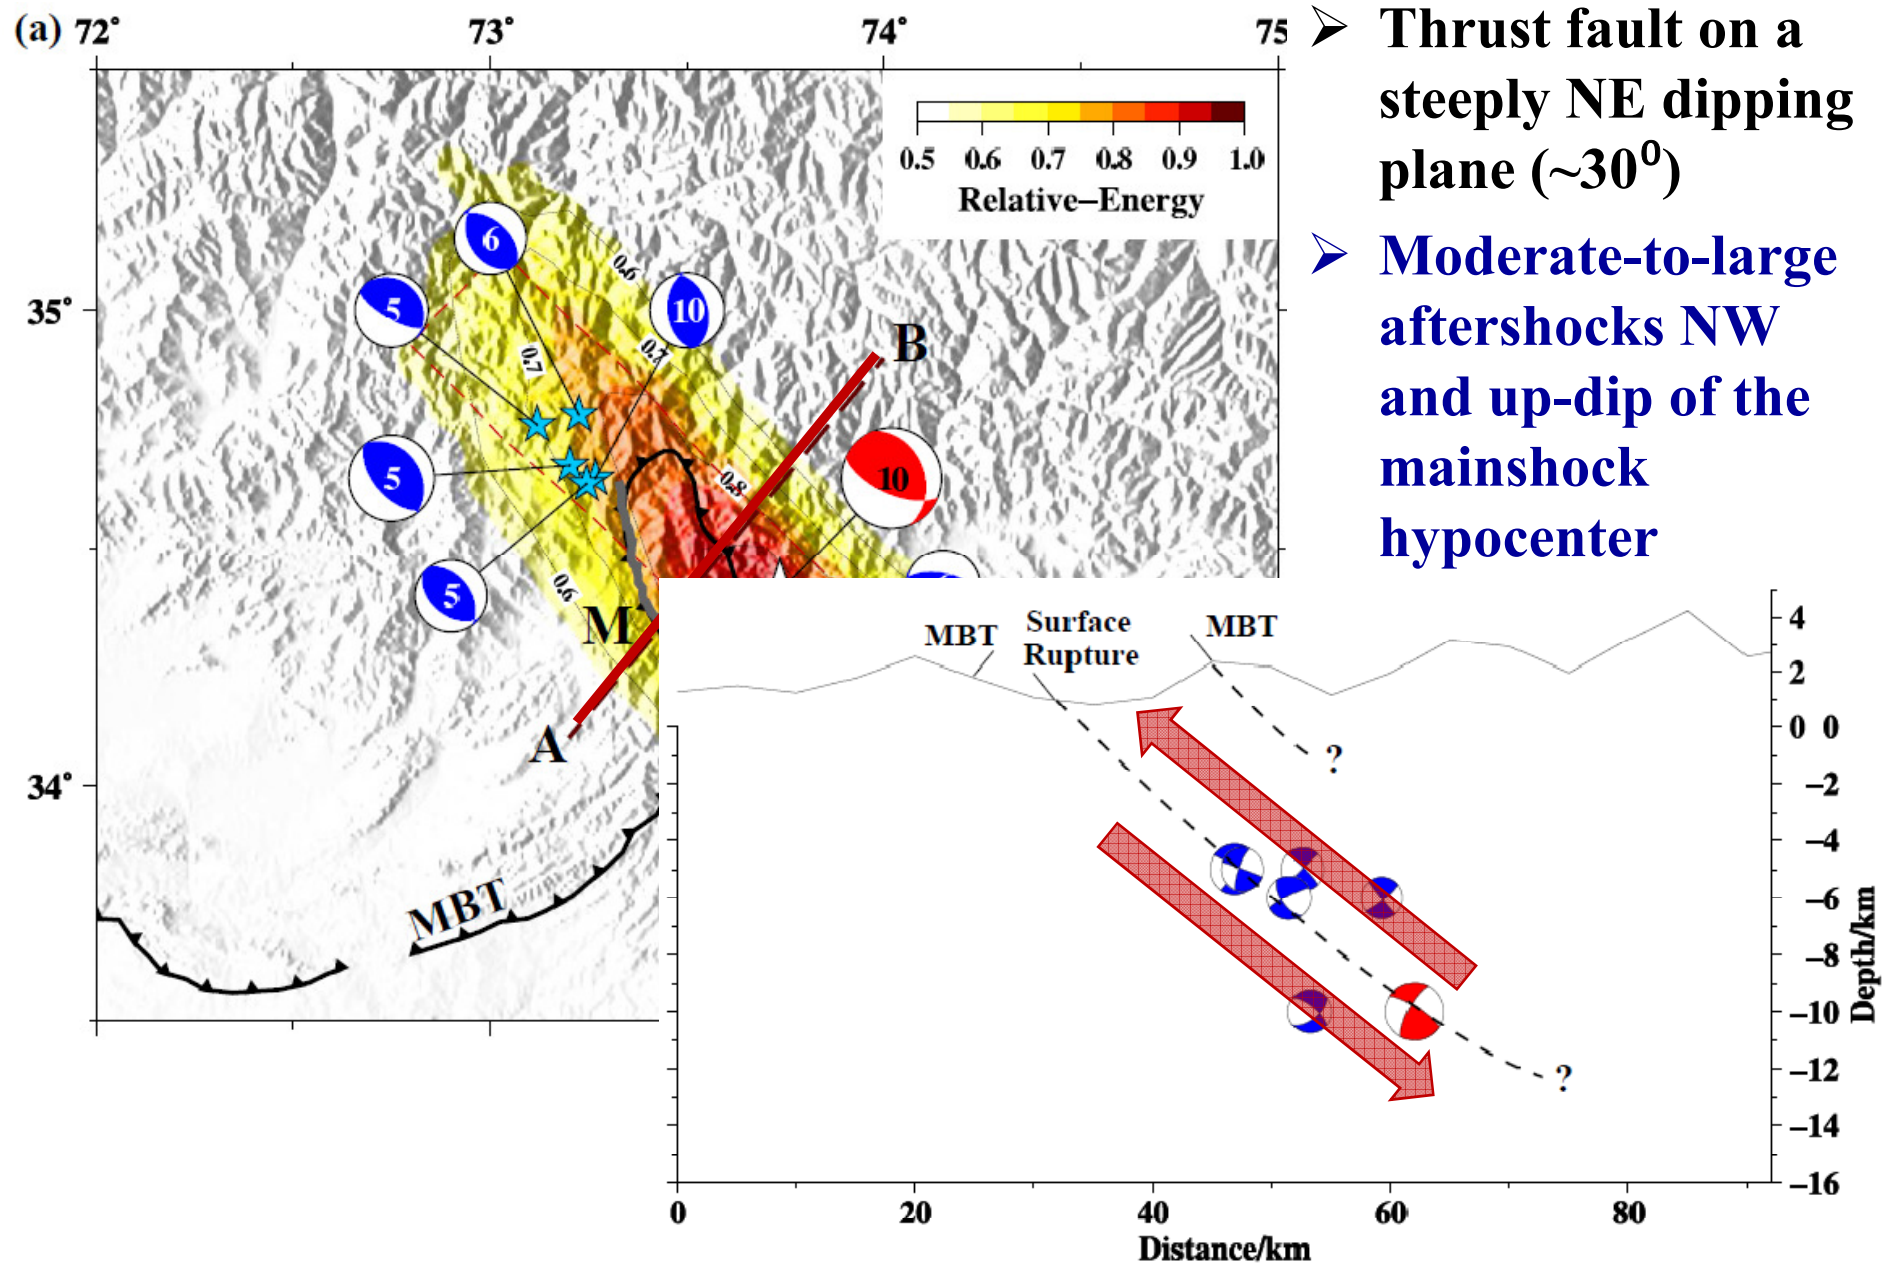 (a) 72° 73° 74° 75
0.5 0.6 0.7 0.8 0.9 1.0
Relative–Energy
35°
34°
6
5
10
5
10
5
0.6
0.7
0.7
0.8
0.6
B
M
A
MBT
➢ Thrust fault on a
steeply NE dipping
plane (~30⁰)
➢ Moderate-to-large
aftershocks NW
and up-dip of the
mainshock
hypocenter
MBT
Surface
Rupture
MBT
?
?
4
2
0 0
–2
–4
–6
–8
–10
–12
–14
–16
Depth/km
0 20 40 60 80
Distance/km